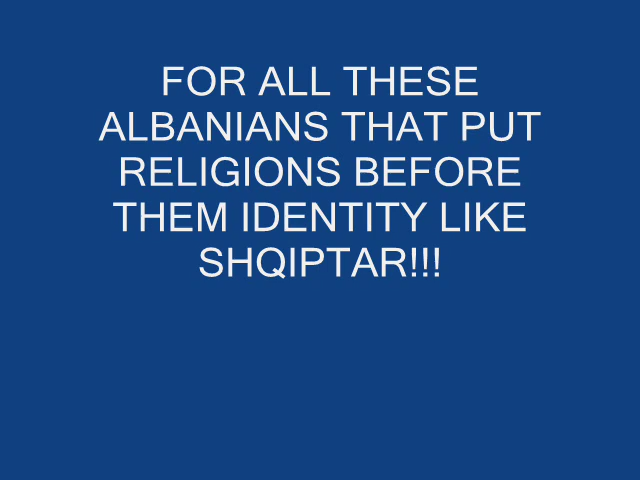 FOR ALL THESE
ALBANIANS THAT PUT
RELIGIONS BEFORE
THEM IDENTITY LIKE
SHQIPTAR!!!